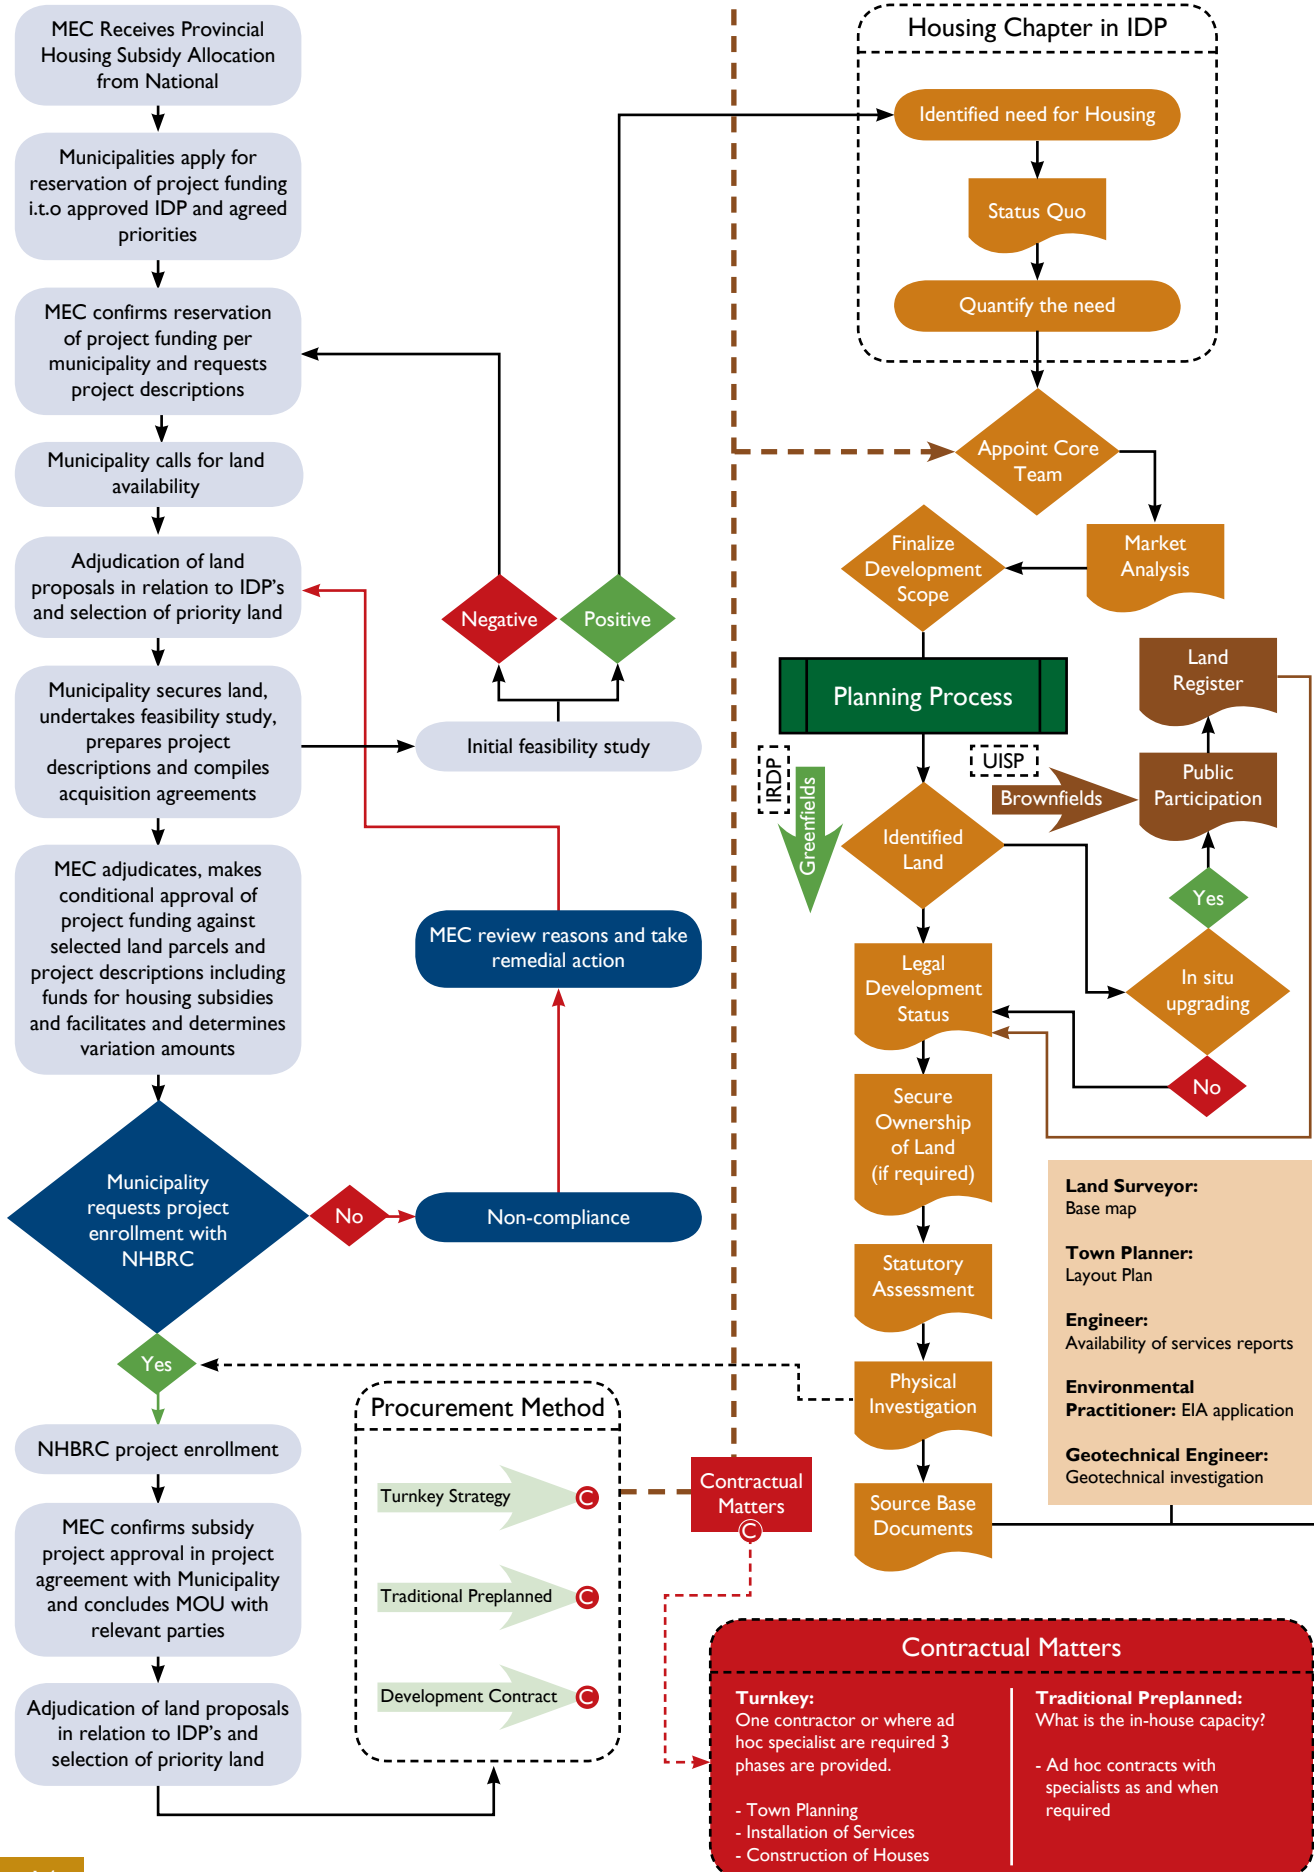 MEC Receives Provincial
Housing Subsidy Allocation
from National
Municipalities apply for
reservation of project funding
i.t.o approved IDP and agreed
priorities
MEC confirms reservation
of project funding per
municipality and requests
project descriptions
Municipality calls for land
availability
Adjudication of land
proposals in relation to IDP's
and selection of priority land
Municipality secures land,
undertakes feasibility study,
prepares project
descriptions and compiles
acquisition agreements
MEC adjudicates, makes
conditional approval of
project funding against
selected land parcels and
project descriptions including
funds for housing subsidies
and facilitates and determines
variation amounts
Municipality
requests project
enrollment with
NHBRC
Yes
NHBRC project enrollment
MEC confirms subsidy
project approval in project
agreement with Municipality
and concludes MOU with
relevant parties
Adjudication of land proposals
in relation to IDP's and
selection of priority land
Negative
Positive
Initial feasibility study
MEC review reasons and take
remedial action
No
Non-compliance
Procurement Method
Turnkey Strategy
C
Traditional Preplanned
C
Development Contract
C
Contractual
Matters
C
Housing Chapter in IDP
Identified need for Housing
Status Quo
Quantify the need
Appoint Core
Team
Market
Analysis
Finalize
Development
Scope
Planning Process
IRDP
Greenfields
UISP
Brownfields
Land
Register
Public
Participation
Yes
In situ
upgrading
No
Identified
Land
Legal
Development
Status
Secure
Ownership
of Land
(if required)
Statutory
Assessment
Physical
Investigation
Source Base
Documents
Land Surveyor:
Base map
Town Planner:
Layout Plan
Engineer:
Availability of services reports
Environmental
Practitioner: EIA application
Geotechnical Engineer:
Geotechnical investigation
Contractual Matters
Turnkey:
One contractor or where ad
hoc specialist are required 3
phases are provided.
- Town Planning
- Installation of Services
- Construction of Houses
Traditional Preplanned:
What is the in-house capacity?
- Ad hoc contracts with
specialists as and when
required